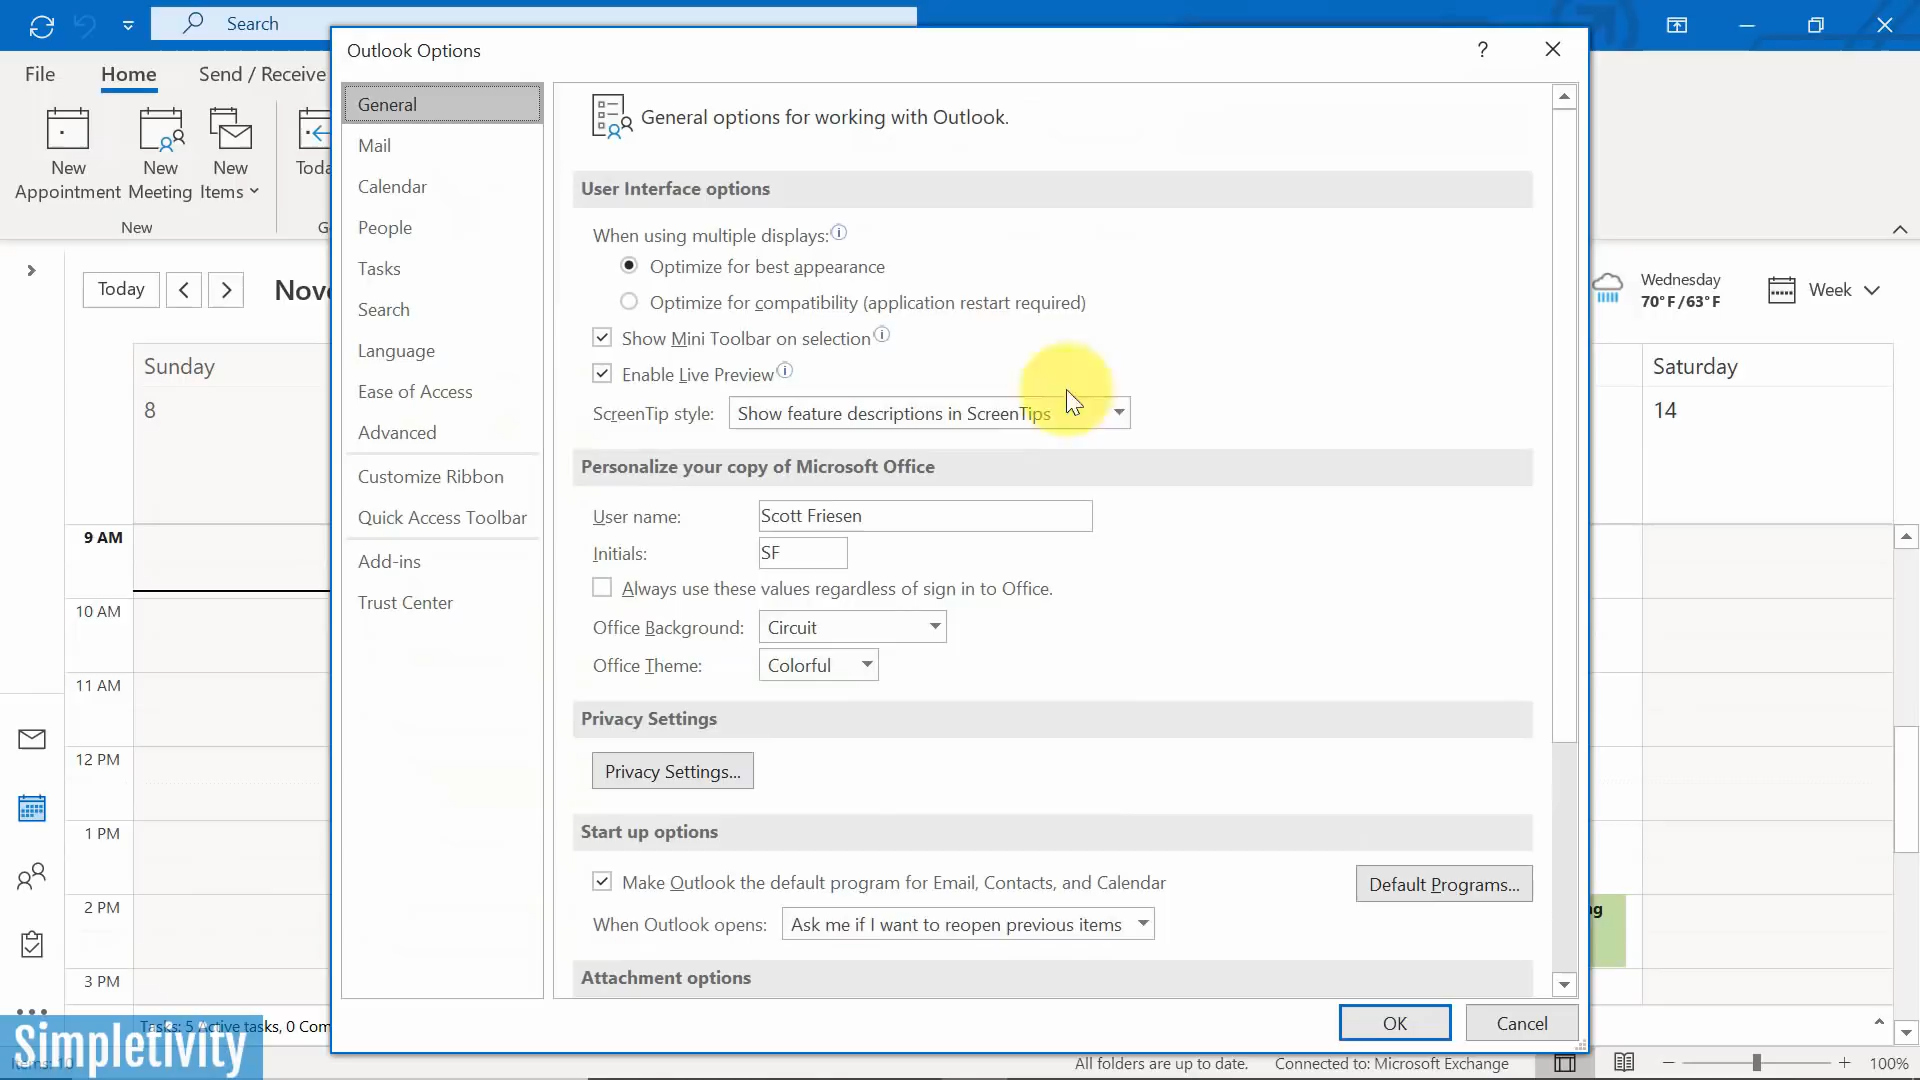 Search
Outlook Options
?
File
Home
Send / Receive
New Appointment
New Meeting
New Items
New
General
Mail
Calendar
People
Tasks
Search
Language
Ease of Access
Advanced
Customize Ribbon
Quick Access Toolbar
Add-ins
Trust Center
General options for working with Outlook.
User Interface options
When using multiple displays:
Optimize for best appearance
Optimize for compatibility (application restart required)
Show Mini Toolbar on selection
Enable Live Preview
ScreenTip style: Show feature descriptions in ScreenTips
Personalize your copy of Microsoft Office
User name: Scott Friesen
Initials: SF
Always use these values regardless of sign in to Office.
Office Background: Circuit
Office Theme: Colorful
Privacy Settings
Privacy Settings...
Start up options
Make Outlook the default program for Email, Contacts, and Calendar
Default Programs...
When Outlook opens: Ask me if I want to reopen previous items
Attachment options
OK
Cancel
Today
Wednesday
70°F/63°F
Week
Sunday
8
Saturday
14
9 AM
10 AM
11 AM
12 PM
1 PM
2 PM
3 PM
Tasks: 5 Active tasks, 0 Com
Simpletivity
All folders are up to date.
Connected to: Microsoft Exchange
100%